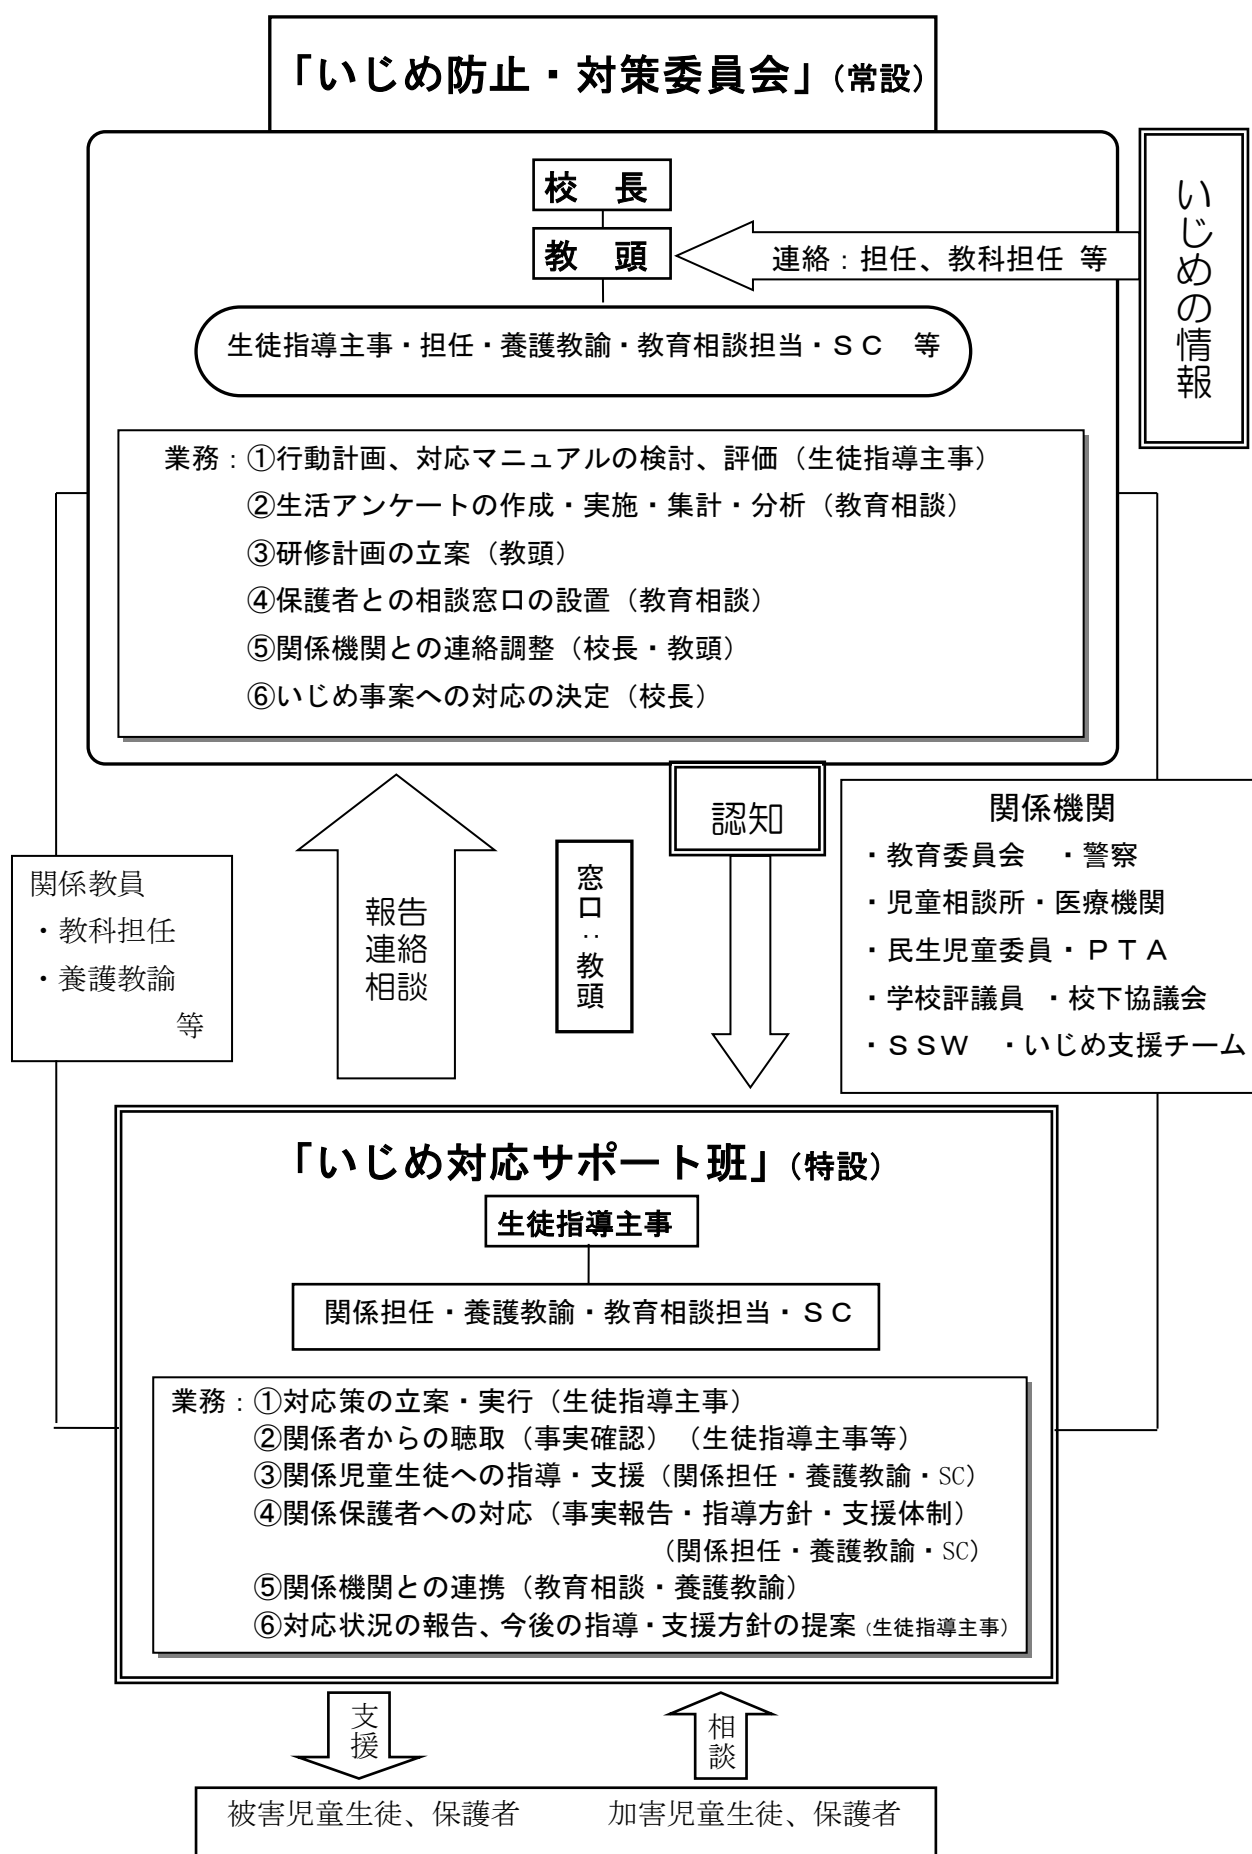 「いじめ防止・対策委員会」（常設）
校　長
教　頭
連絡：担任、教科担任 等
いじめの情報
生徒指導主事・担任・養護教諭・教育相談担当・ＳＣ　等
業務：①行動計画、対応マニュアルの検討、評価（生徒指導主事）
②生活アンケートの作成・実施・集計・分析（教育相談）
③研修計画の立案（教頭）
④保護者との相談窓口の設置（教育相談）
⑤関係機関との連絡調整（校長・教頭）
⑥いじめ事案への対応の決定（校長）
認知
関係教員
・教科担任
・養護教諭
等
報告
連絡
相談
窓口：教頭
関係機関
・教育委員会　・警察
・児童相談所・医療機関
・民生児童委員・ＰＴＡ
・学校評議員　・校下協議会
・ＳＳＷ　・いじめ支援チーム
「いじめ対応サポート班」（特設）
生徒指導主事
関係担任・養護教諭・教育相談担当・ＳＣ
業務：①対応策の立案・実行（生徒指導主事）
②関係者からの聴取（事実確認）（生徒指導主事等）
③関係児童生徒への指導・支援（関係担任・養護教諭・SC）
④関係保護者への対応（事実報告・指導方針・支援体制）
（関係担任・養護教諭・SC）
⑤関係機関との連携（教育相談・養護教諭）
⑥対応状況の報告、今後の指導・支援方針の提案（生徒指導主事）
支援
相談
被害児童生徒、保護者　　加害児童生徒、保護者